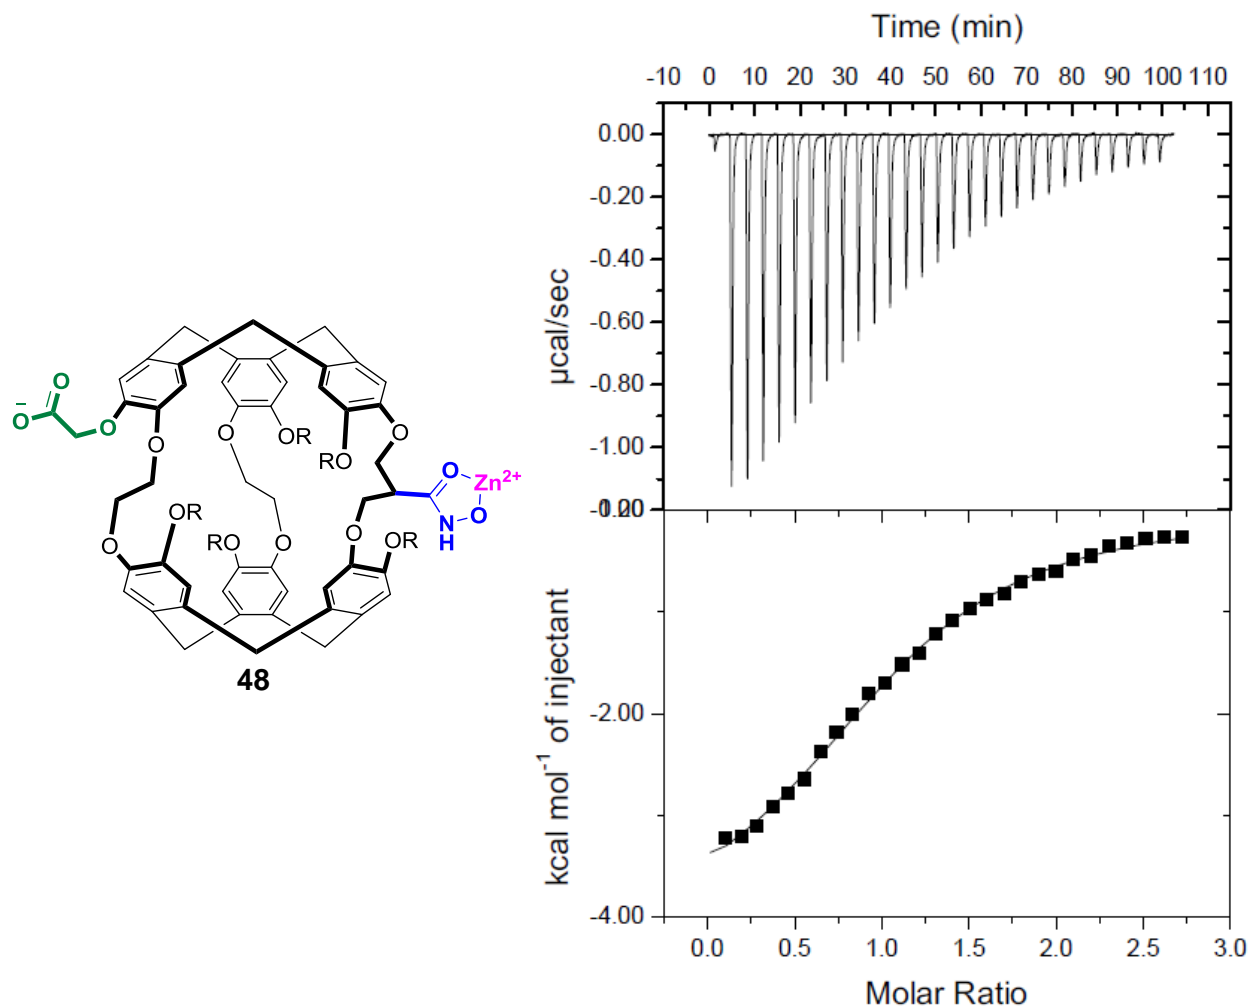 Time (min)
-10 0 10 20 30 40 50 60 70 80 90 100 110
0.00
-0.20
-0.40
-0.60
-0.80
-1.00
µcal/sec
O
O−
O
O
O
OR
RO
O
O
Zn2+
O
N
H
O
OR
O
RO
O
OR
48
0.00
-2.00
-4.00
kcal mol-1 of injectant
0.0 0.5 1.0 1.5 2.0 2.5 3.0
Molar Ratio